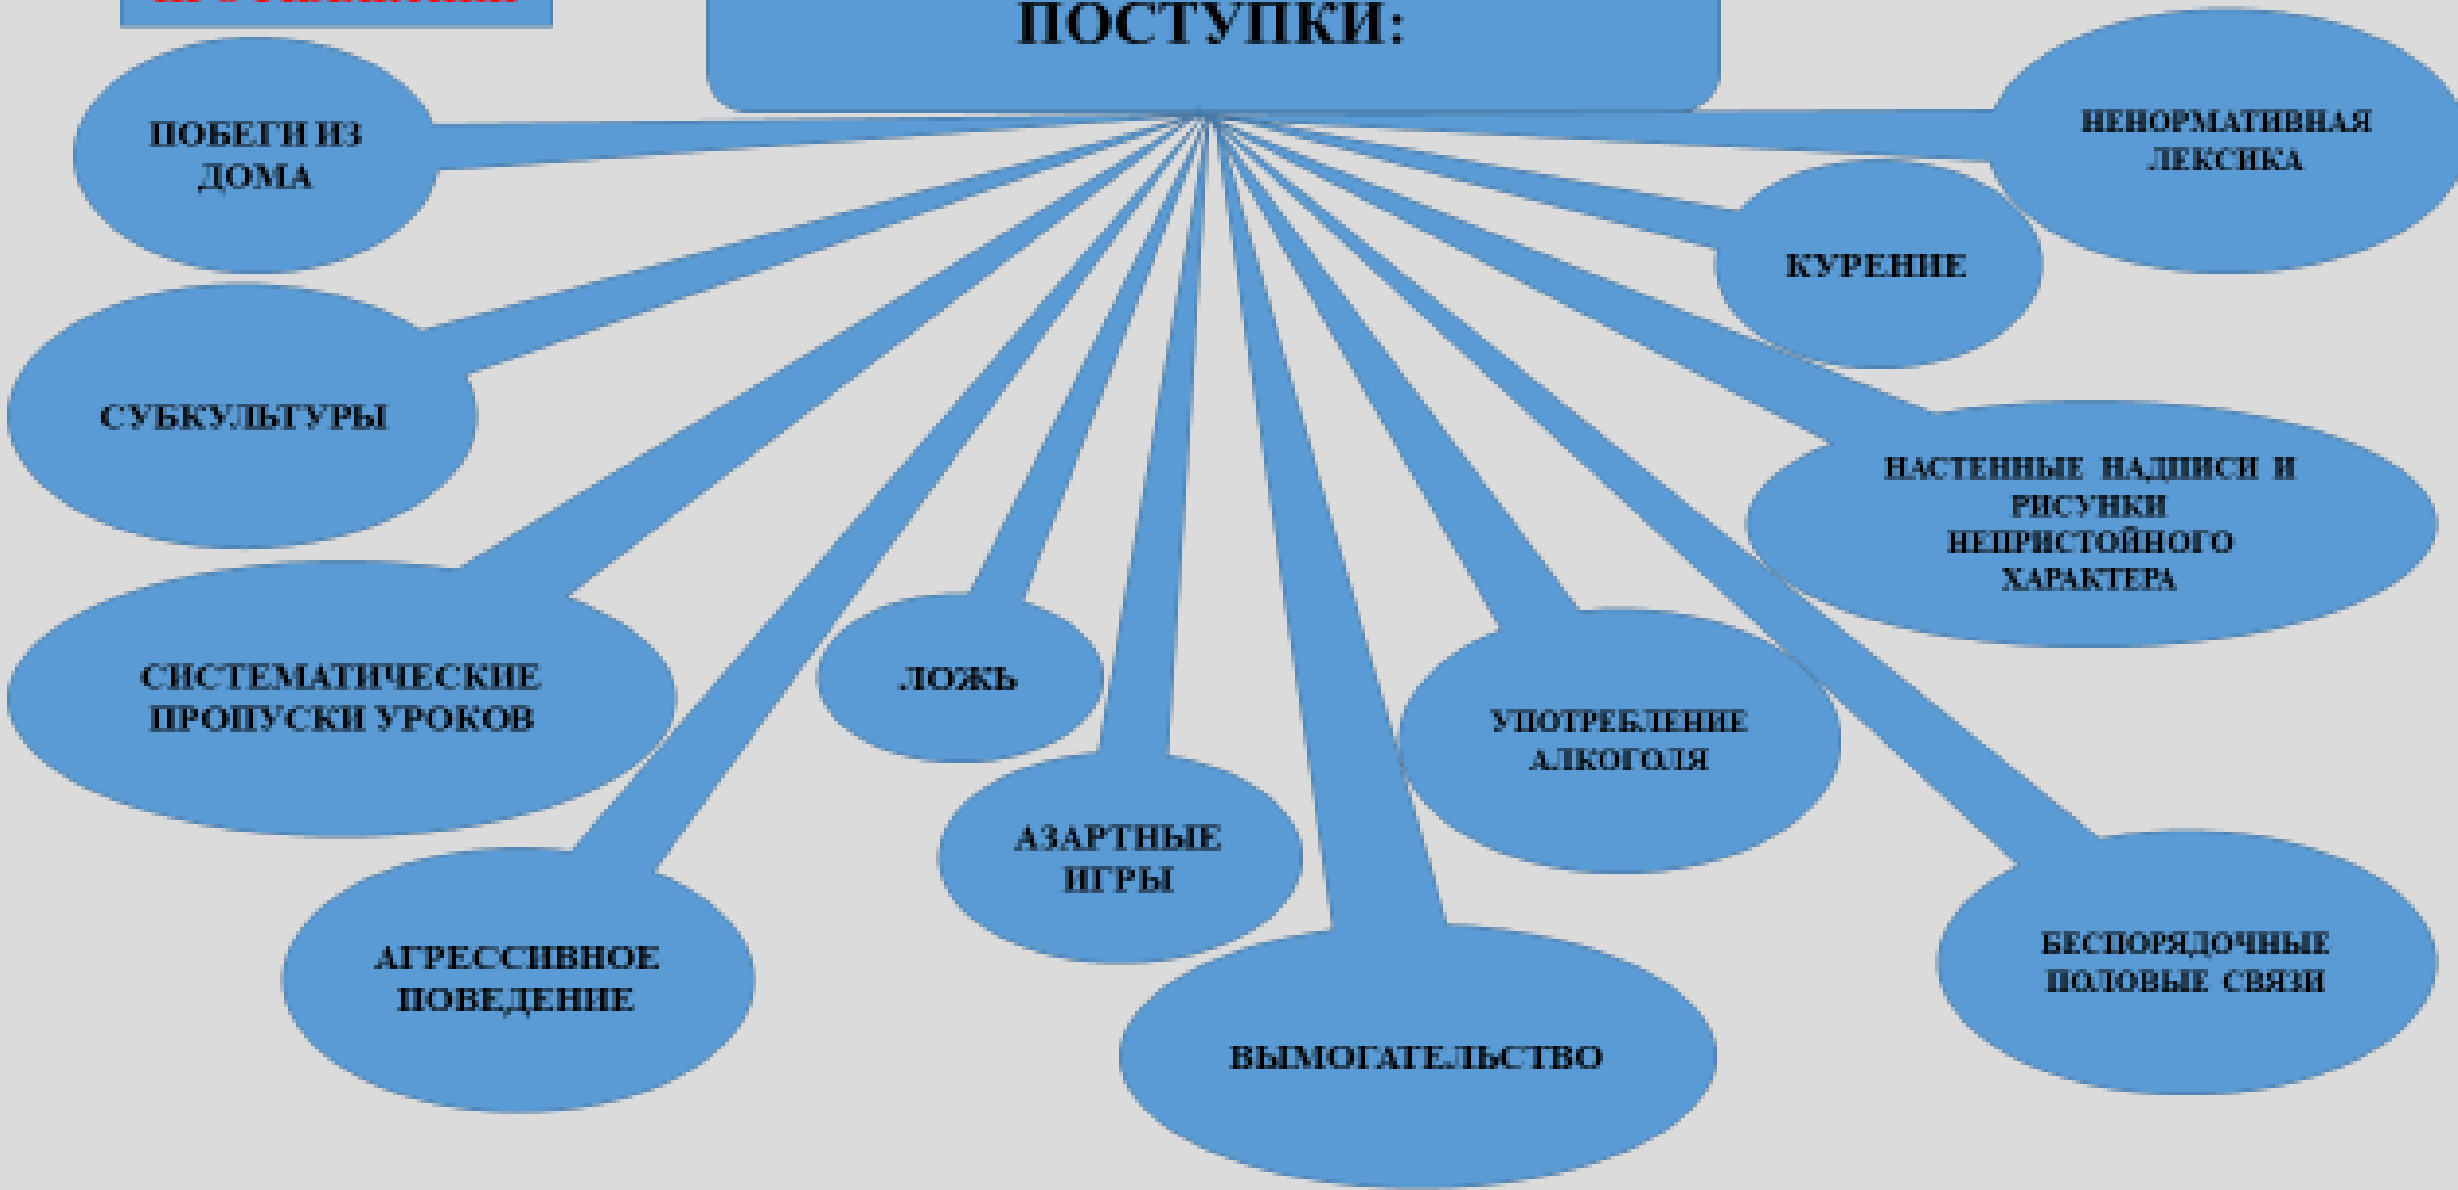 ПОСТУПКИ:
ПОБЕГИ ИЗ
ДОМА
НЕНОРМАТИВНАЯ
ЛЕКСИКА
КУРЕНИЕ
СУБКУЛЬТУРЫ
НАСТЕННЫЕ НАДПИСИ И
РИСУНКИ
НЕПРИСТОЙНОГО
ХАРАКТЕРА
СИСТЕМАТИЧЕСКИЕ
ПРОПУСКИ УРОКОВ
ЛОЖЬ
УПОТРЕБЛЕНИЕ
АЛКОГОЛЯ
АЗАРТНЫЕ
ИГРЫ
АГРЕССИВНОЕ
ПОВЕДЕНИЕ
БЕСПОРЯДОЧНЫЕ
ПОЛОВЫЕ СВЯЗИ
ВЫМОГАТЕЛЬСТВО